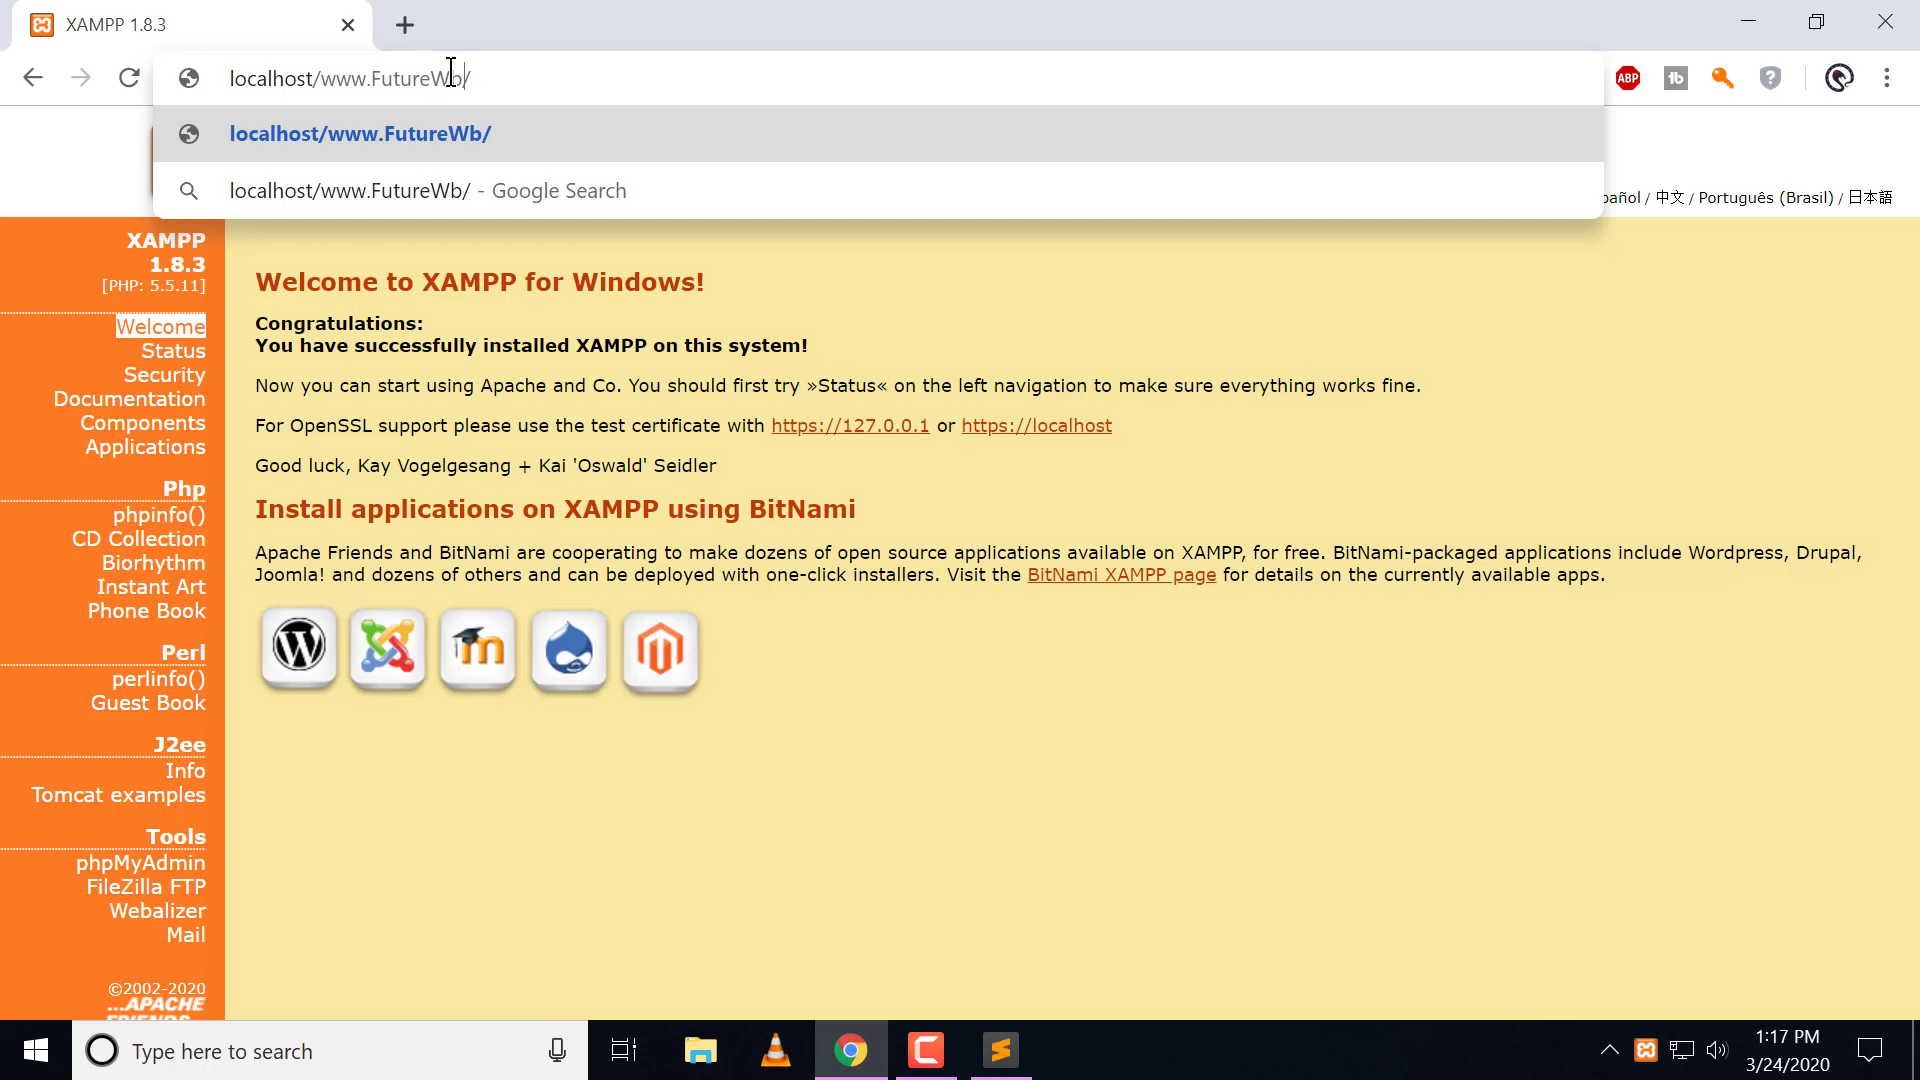 XAMPP 1.8.3
localhost/www.FutureWb/
ABP
localhost/www.FutureWb/
localhost/www.FutureWb/ - Google Search
/ 中文 / Português (Brasil) / 日本語
XAMPP
1.8.3
[PHP: 5.5.11]
Welcome
Status
Security
Documentation
Components
Applications
Php
phpinfo()
CD Collection
Biorhythm
Instant Art
Phone Book
Perl
perlinfo()
Guest Book
J2ee
Info
Tomcat examples
Tools
phpMyAdmin
FileZilla FTP
Webalizer
Mail
©2002-2020
...APACHE
FRIENDS
Welcome to XAMPP for Windows!
Congratulations:
You have successfully installed XAMPP on this system!
Now you can start using Apache and Co. You should first try »Status« on the left navigation to make sure everything works fine.
For OpenSSL support please use the test certificate with https://127.0.0.1 or https://localhost
Good luck, Kay Vogelgesang + Kai 'Oswald' Seidler
Install applications on XAMPP using BitNami
Apache Friends and BitNami are cooperating to make dozens of open source applications available on XAMPP, for free. BitNami-packaged applications include Wordpress, Drupal,
Joomla! and dozens of others and can be deployed with one-click installers. Visit the BitNami XAMPP page for details on the currently available apps.
Type here to search
1:17 PM
3/24/2020